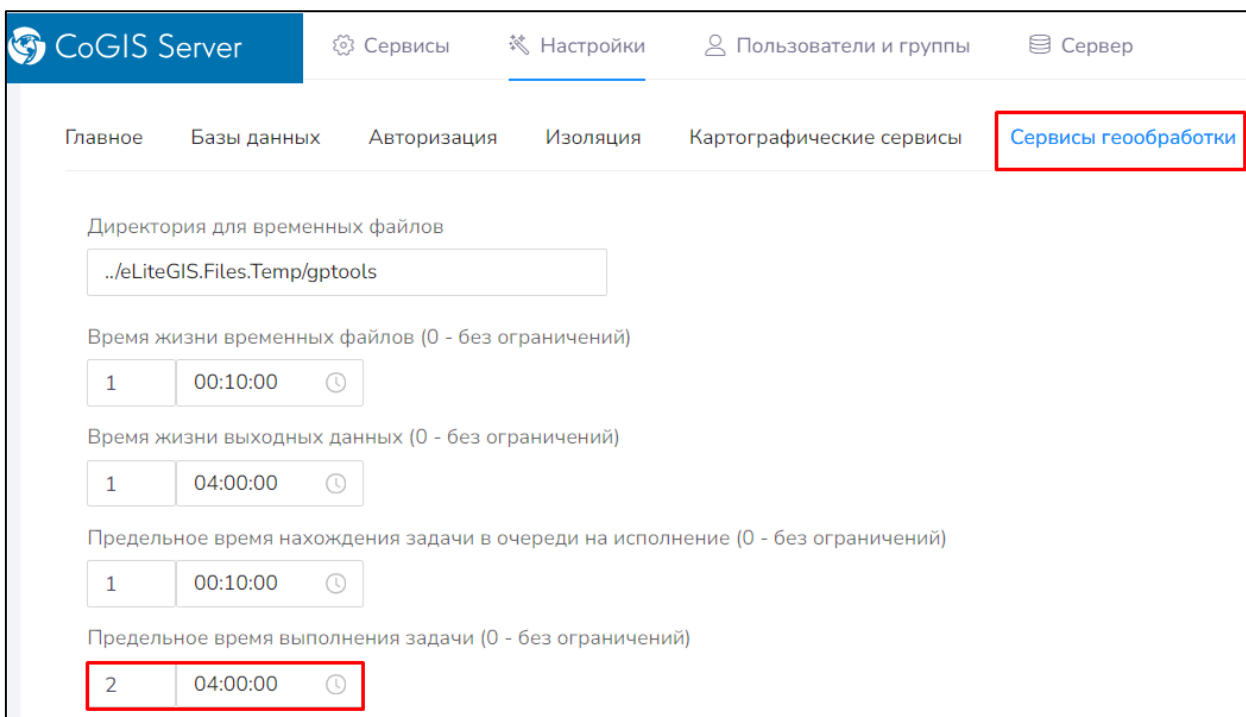 CoGIS Server Сервисы Настройки Пользователи и группы Сервер
Главное Базы данных Авторизация Изоляция Картографические сервисы Сервисы геообработки
Директория для временных файлов
../eLiteGIS.Files.Temp/gptools
Время жизни временных файлов (0 - без ограничений)
1 00:10:00
Время жизни выходных данных (0 - без ограничений)
1 04:00:00
Предельное время нахождения задачи в очереди на исполнение (0 - без ограничений)
1 00:10:00
Предельное время выполнения задачи (0 - без ограничений)
2 04:00:00